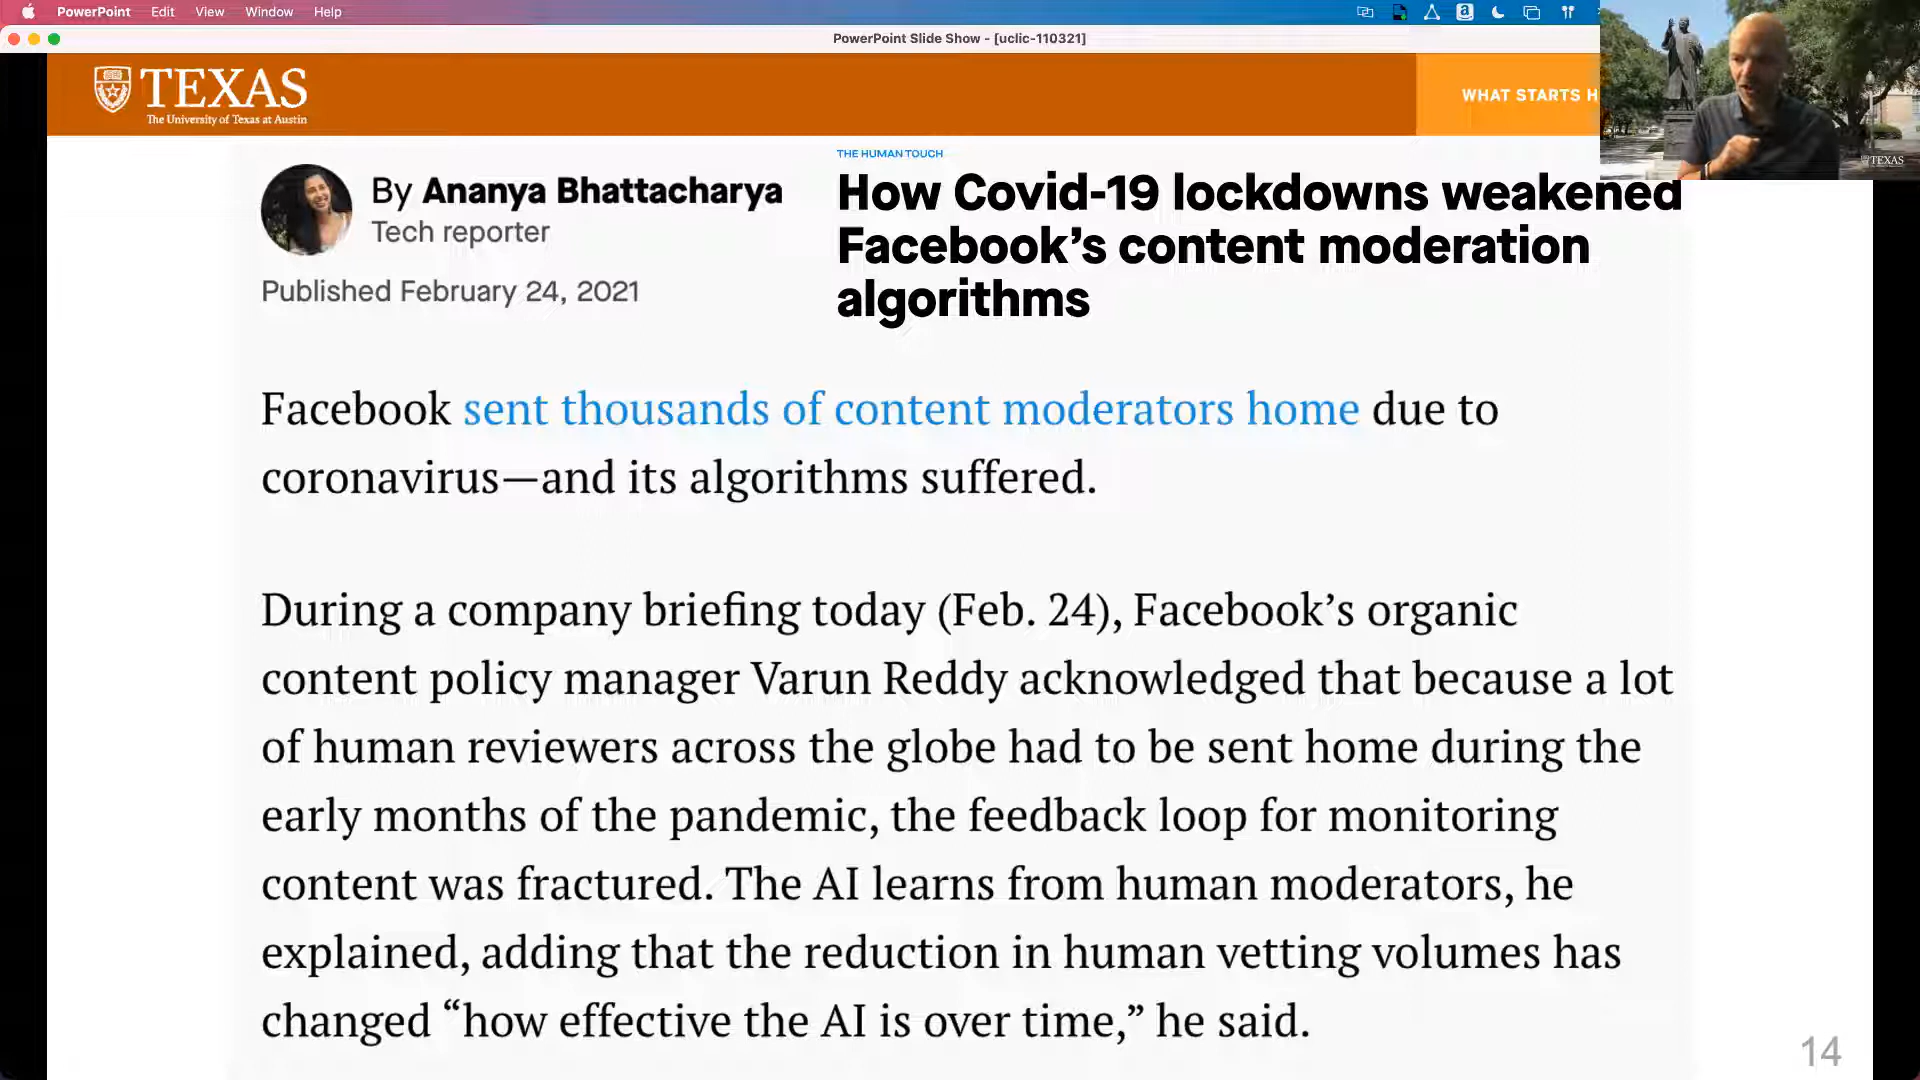 PowerPoint Edit View Window Help
PowerPoint Slide Show - [uclic-110321]
TEXAS
The University of Texas at Austin
WHAT STARTS H
TEXAS
By Ananya Bhattacharya
Tech reporter
Published February 24, 2021
THE HUMAN TOUCH
How Covid-19 lockdowns weakened
Facebook’s content moderation
algorithms
Facebook sent thousands of content moderators home due to
coronavirus—and its algorithms suffered.
During a company briefing today (Feb. 24), Facebook’s organic
content policy manager Varun Reddy acknowledged that because a lot
of human reviewers across the globe had to be sent home during the
early months of the pandemic, the feedback loop for monitoring
content was fractured. The AI learns from human moderators, he
explained, adding that the reduction in human vetting volumes has
changed “how effective the AI is over time,” he said.
14